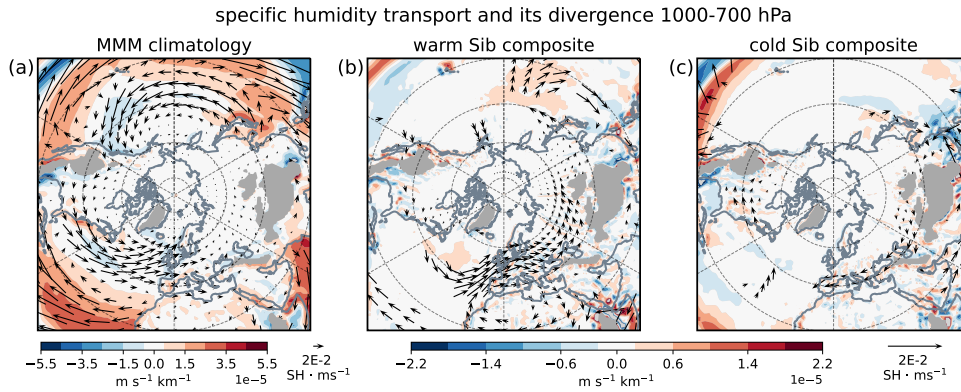 specific humidity transport and its divergence 1000-700 hPa
MMM climatology
warm Sib composite
cold Sib composite
(a)
(b)
(c)
−5.5 −3.5 −1.5 0.0 1.5 3.5 5.5
1e−5
m s⁻¹ km⁻¹
2E-2
SH · ms⁻¹
−2.2 −1.4 −0.6 0.0 0.6 1.4 2.2
1e−5
m s⁻¹ km⁻¹
2E-2
SH · ms⁻¹